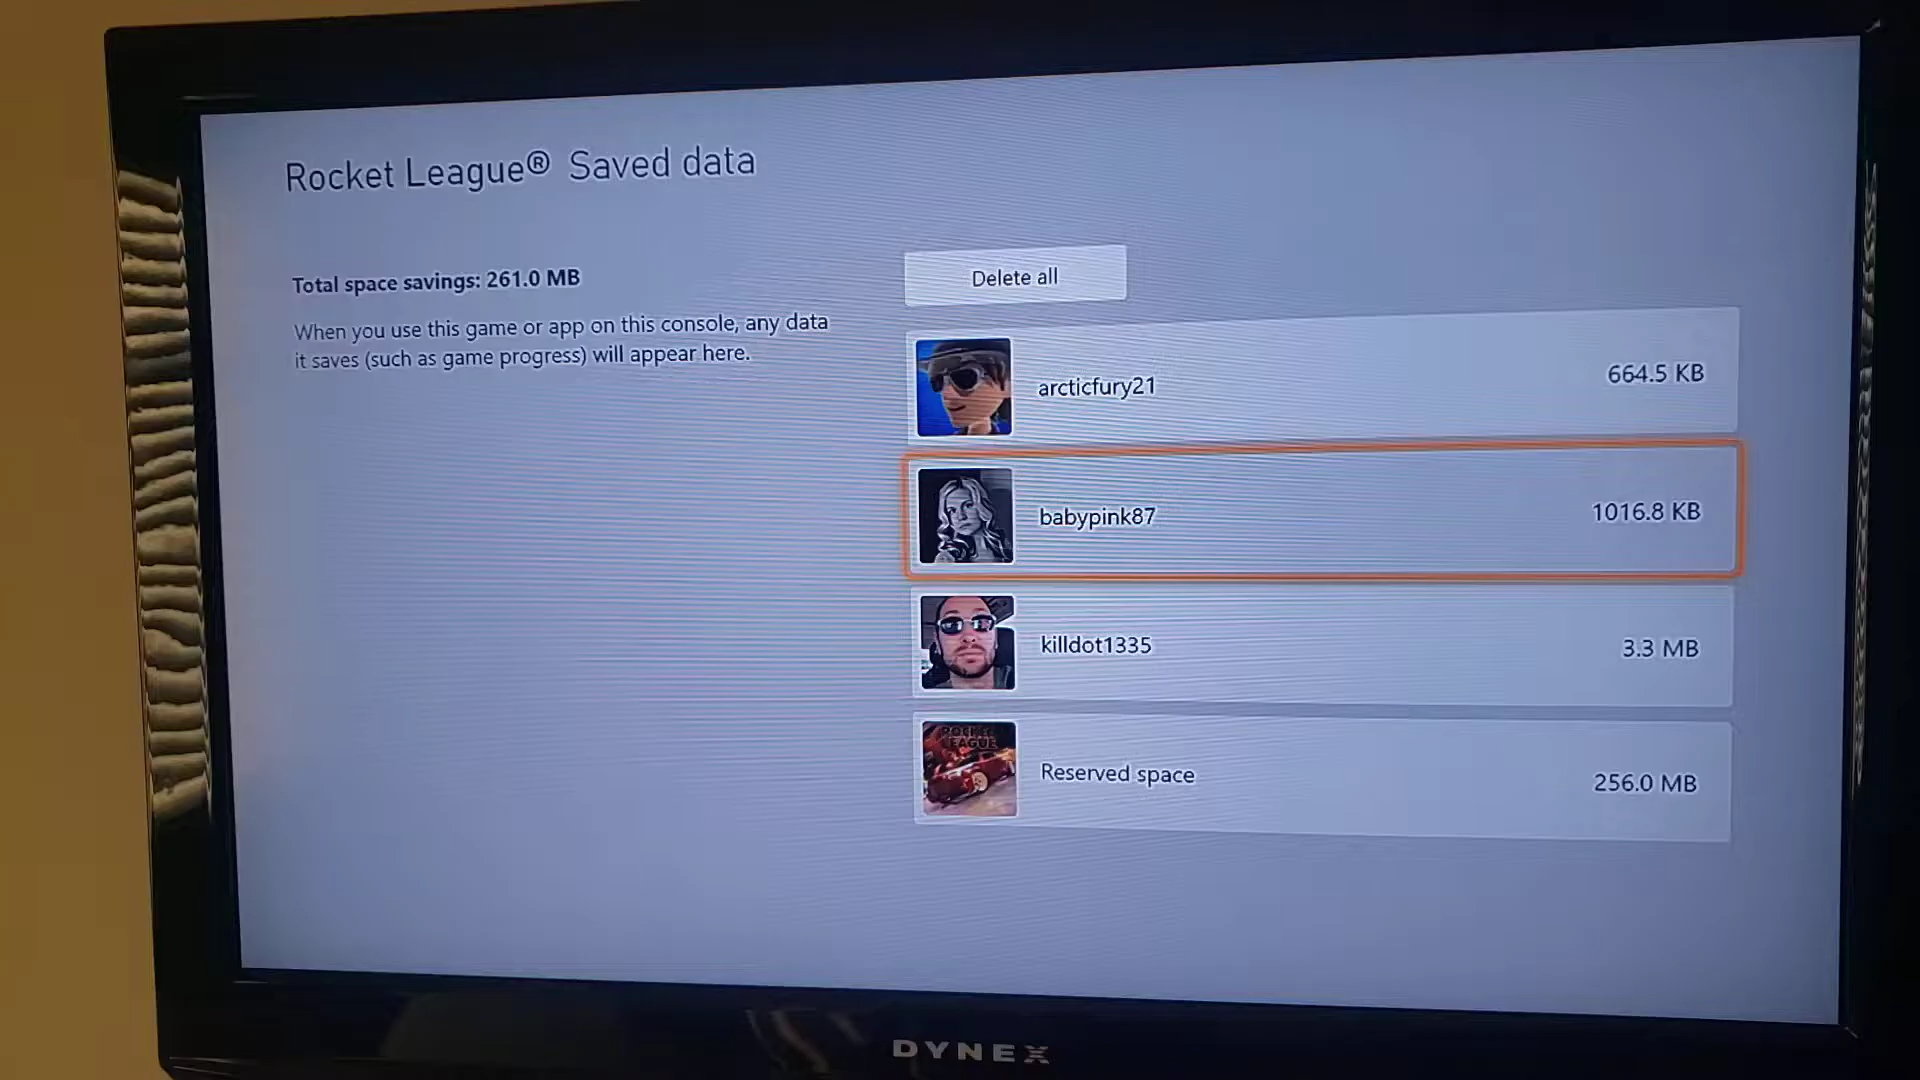 Rocket League® Saved data
Total space savings: 261.0 MB
When you use this game or app on this console, any data
it saves (such as game progress) will appear here.
Delete all
arcticfury21
664.5 KB
babypink87
1016.8 KB
killdot1335
3.3 MB
ROCKET
LEAGUE
Reserved space
256.0 MB
DYNEX